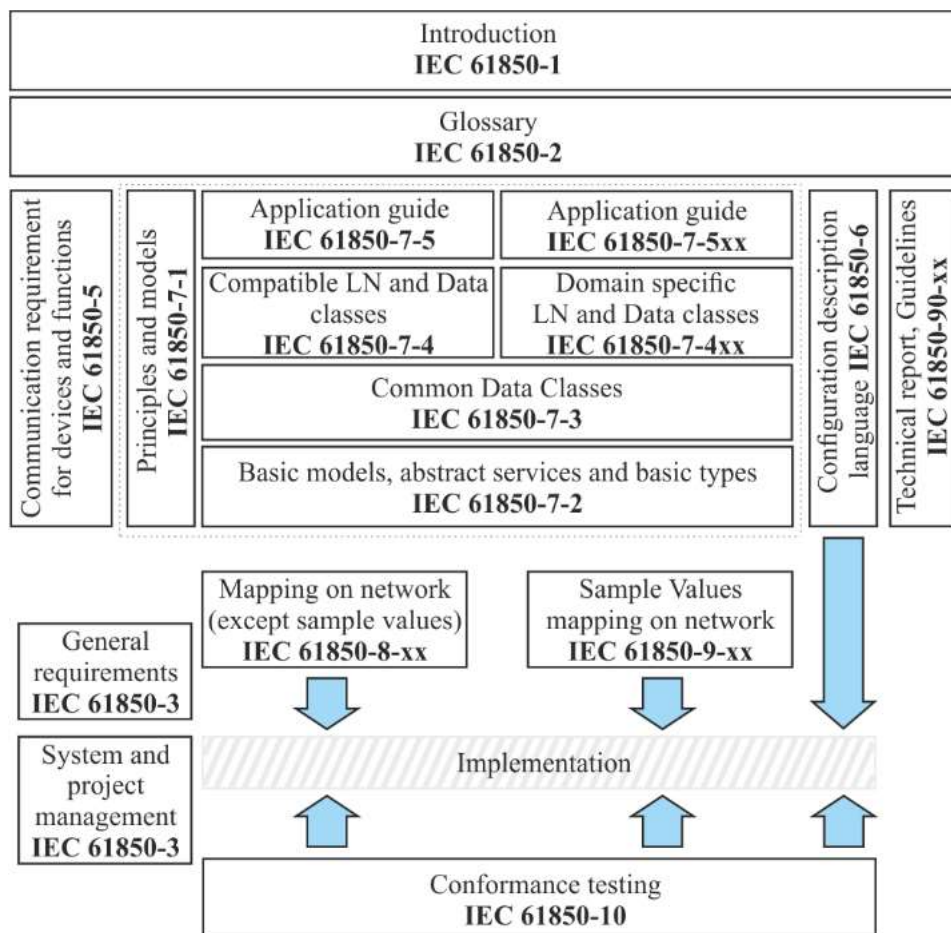 Introduction
IEC 61850-1
Glossary
IEC 61850-2
Communication requirement
for devices and functions
IEC 61850-5
Principles and models
IEC 61850-7-1
Application guide
IEC 61850-7-5
Application guide
IEC 61850-7-5xx
Compatible LN and Data
classes
IEC 61850-7-4
Domain specific
LN and Data classes
IEC 61850-7-4xx
Common Data Classes
IEC 61850-7-3
Basic models, abstract services and basic types
IEC 61850-7-2
Configuration description
language IEC 61850-6
Technical report, Guidelines
IEC 61850-90-xx
Mapping on network
(except sample values)
IEC 61850-8-xx
Sample Values
mapping on network
IEC 61850-9-xx
General
requirements
IEC 61850-3
System and
project
management
IEC 61850-3
Implementation
Conformance testing
IEC 61850-10